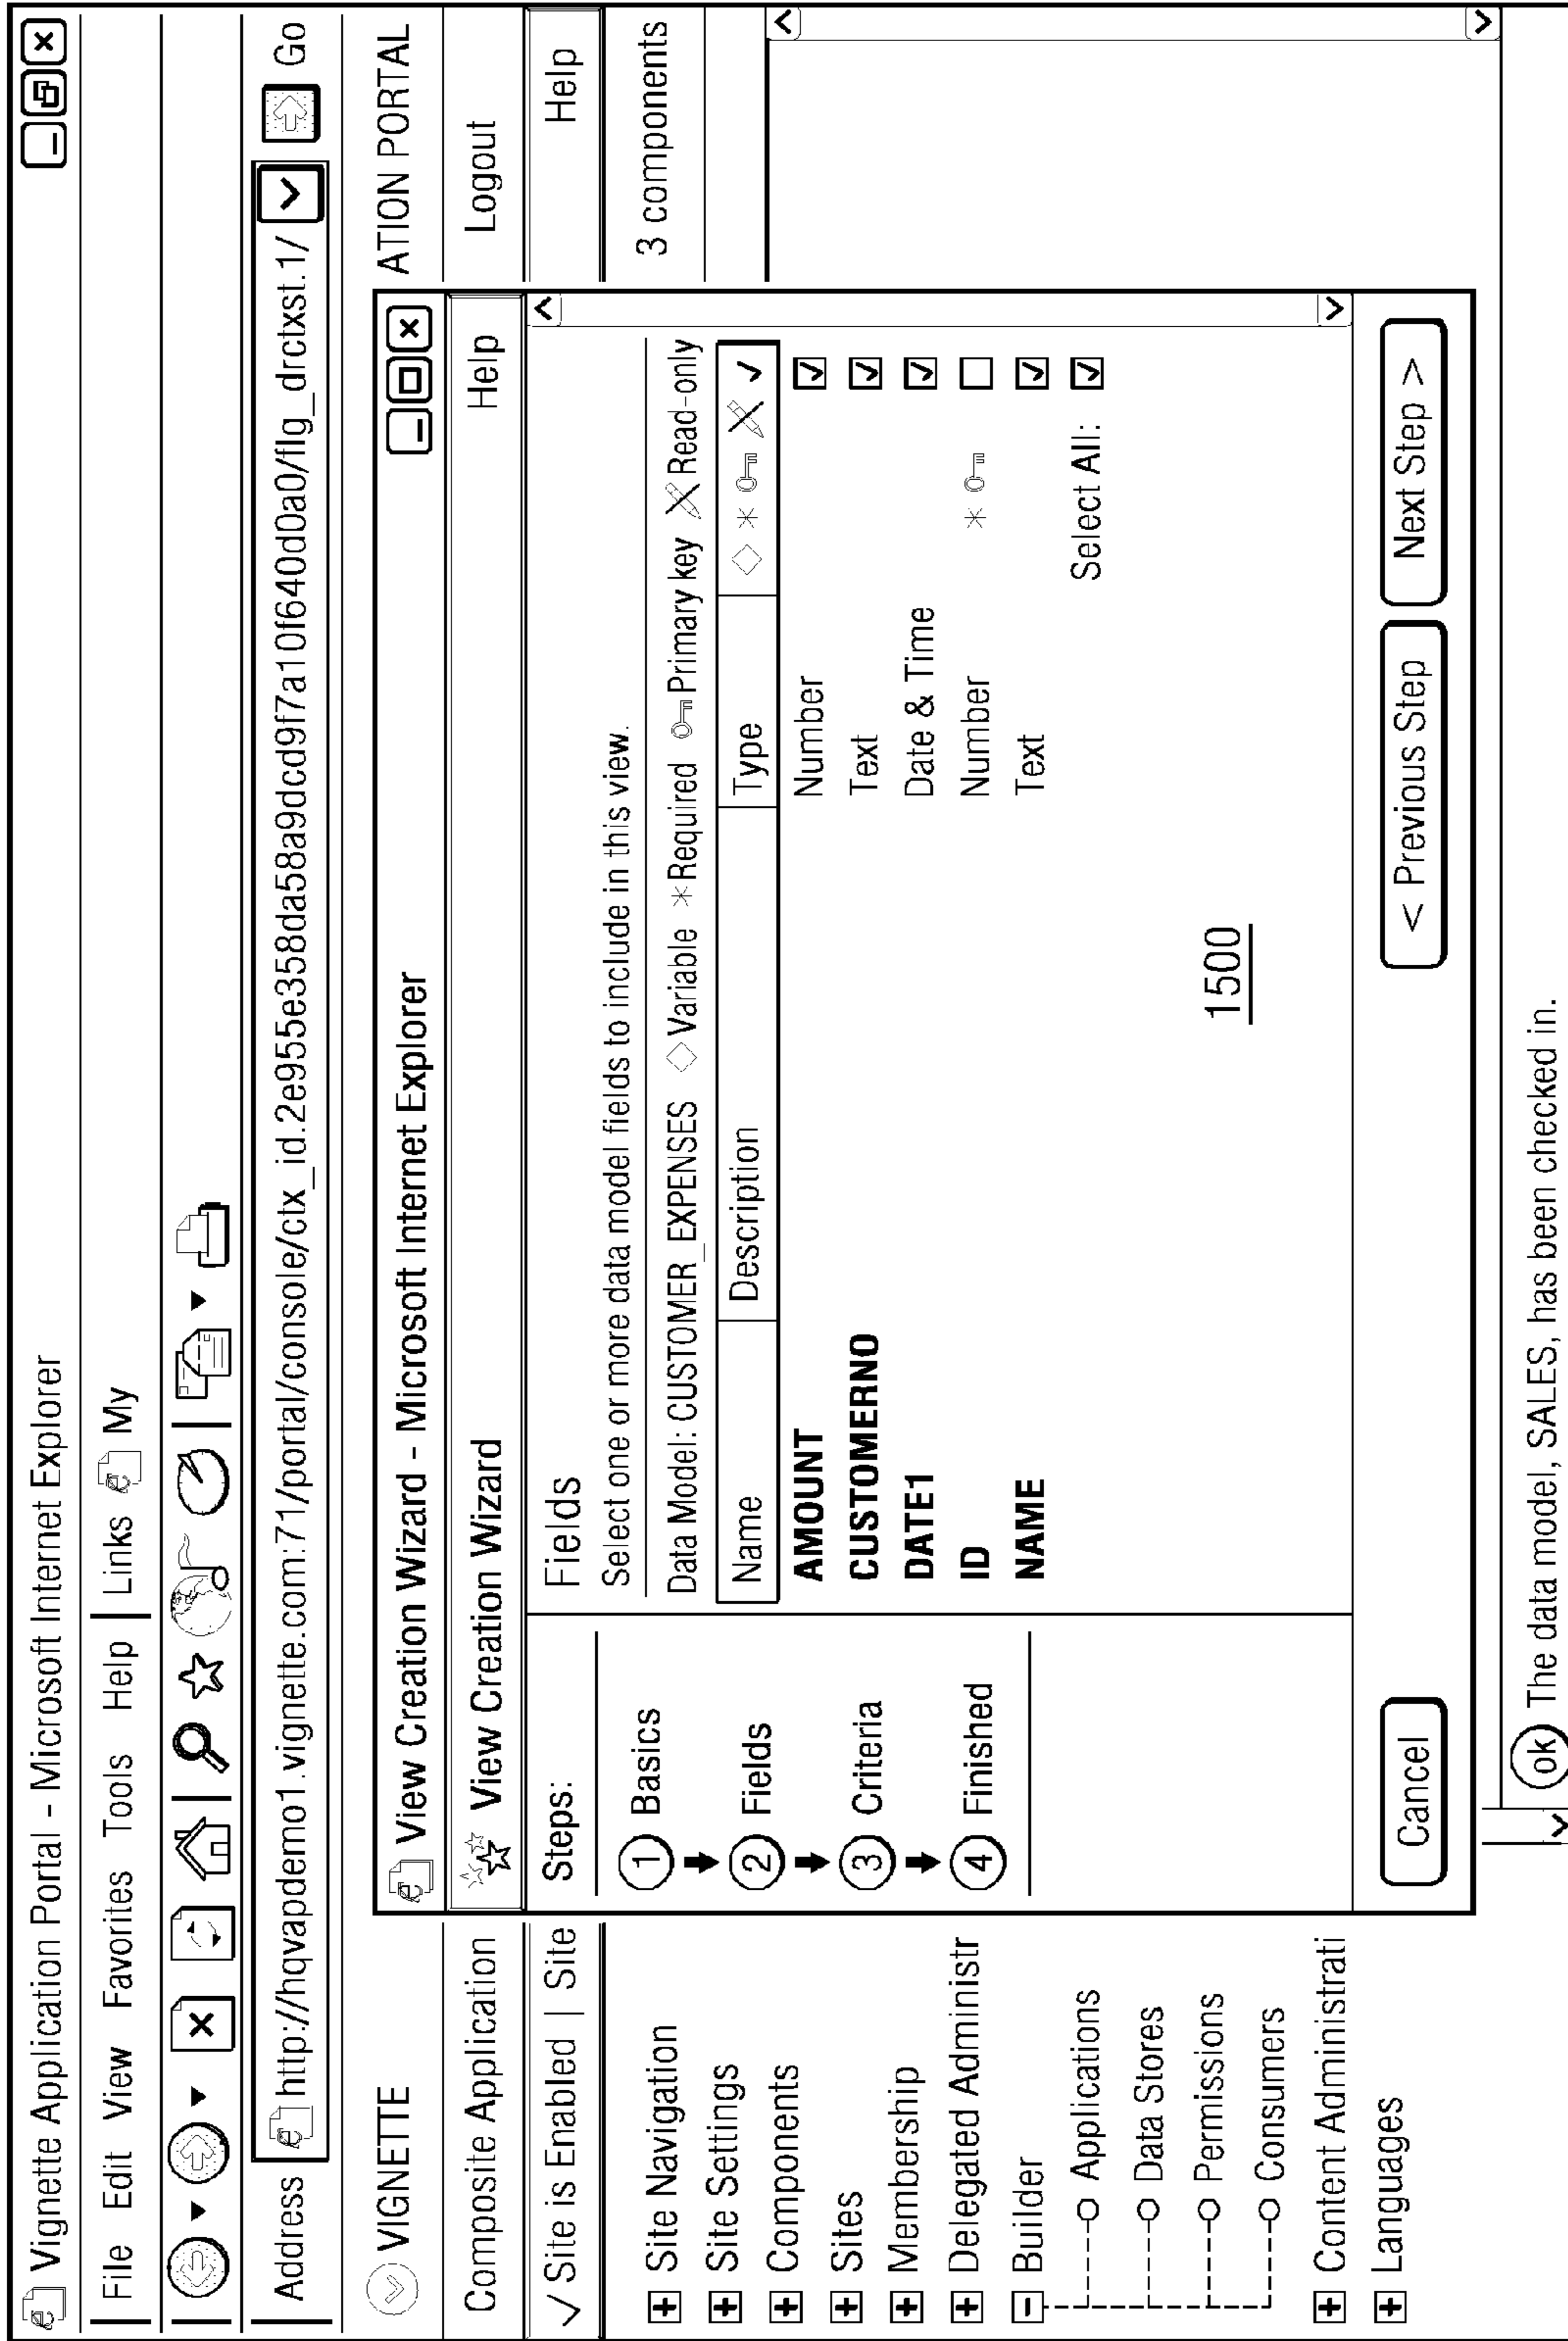 Vignette Application Portal - Microsoft Internet Explorer
File Edit View Favorites Tools Help Links My
Address http://hqvapdemo1.vignette.com:71/portal/console/ctx_id.2e955e358da58a9dcd9f7a10f640d0a0/flg_drctxst.1/ Go
VIGNETTE
ATION PORTAL
Composite Application
Logout
Site is Enabled | Site
Help
3 components
Site Navigation
Site Settings
Components
Sites
Membership
Delegated Administr
Builder
Applications
Data Stores
Permissions
Consumers
Content Administrati
Languages
View Creation Wizard - Microsoft Internet Explorer
View Creation Wizard Help
Steps:
1 Basics
2 Fields
3 Criteria
4 Finished
Fields
Select one or more data model fields to include in this view.
Data Model: CUSTOMER_EXPENSES Variable *Required Primary key Read-only
Name Description Type *
AMOUNT Number
CUSTOMERNO Text
DATE1 Date & Time
ID Number *
NAME Text
Select All:
1500
Cancel < Previous Step Next Step >
ok The data model, SALES, has been checked in.